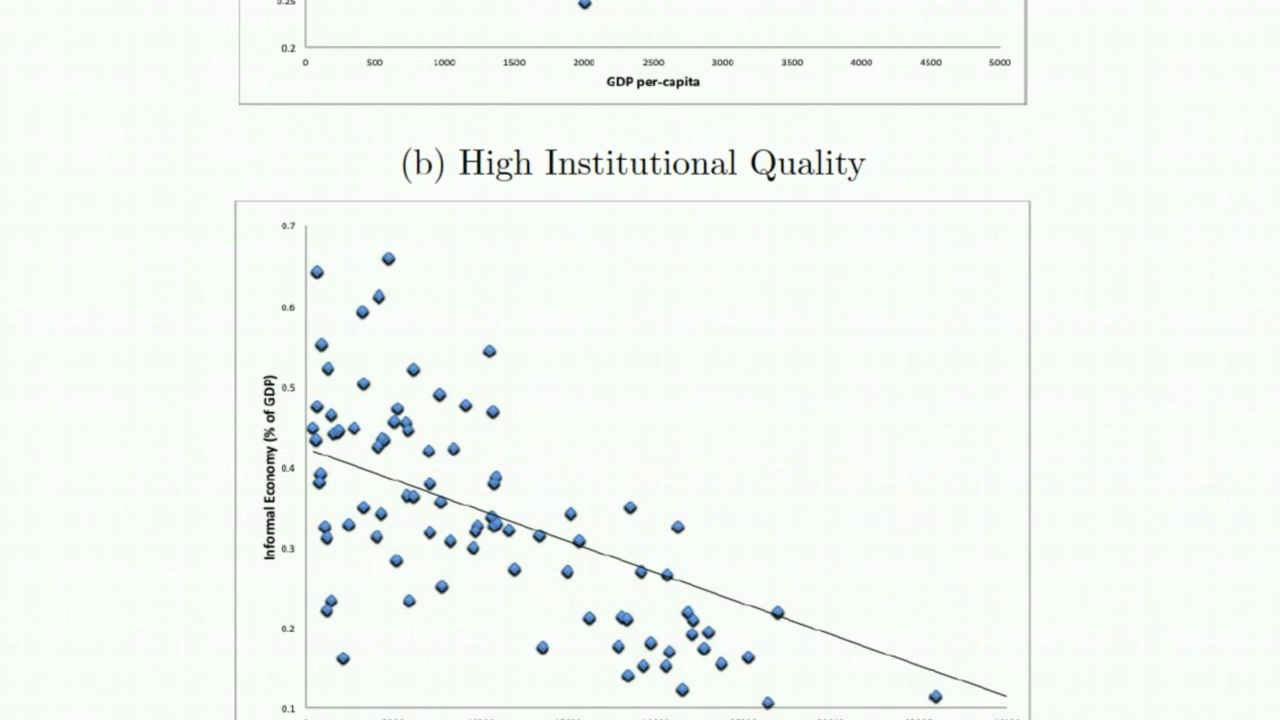 0.25
0.2
0 500 1000 1500 2000 2500 3000 3500 4000 4500 5000
GDP per-capita
(b) High Institutional Quality
0.7
0.6
0.5
0.4
0.3
0.2
0.1
Informal Economy (% of GDP)